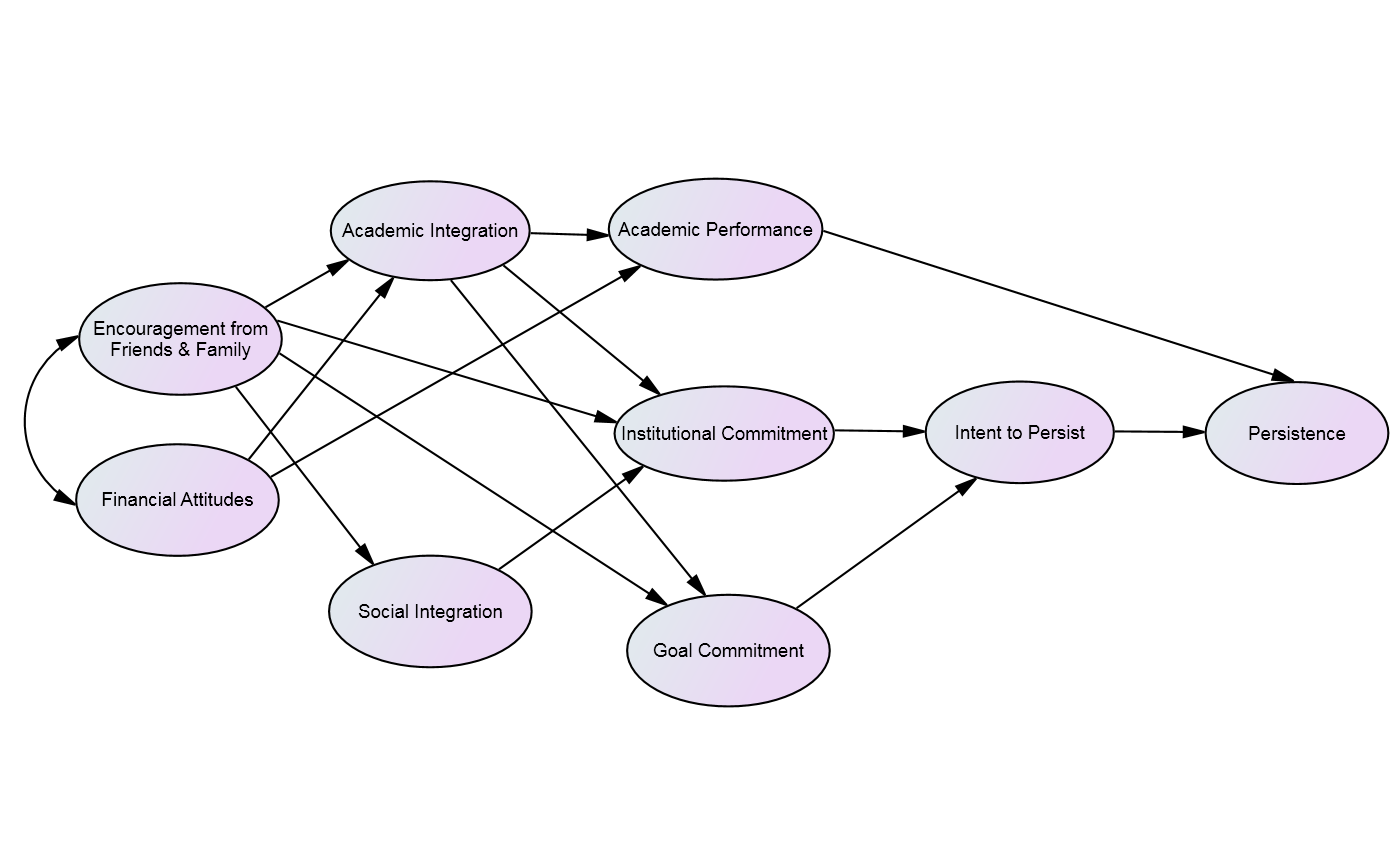 Academic Integration
Academic Performance
Encouragement from
Friends & Family
Institutional Commitment
Intent to Persist
Persistence
Financial Attitudes
Social Integration
Goal Commitment